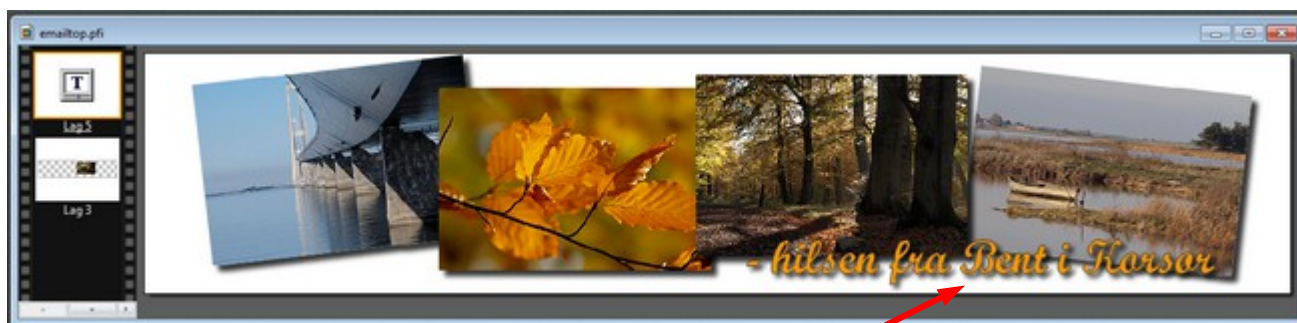 emailtop.pfi
T
Lag 5
Lag 3
- hilsen fra Bent i Korsør